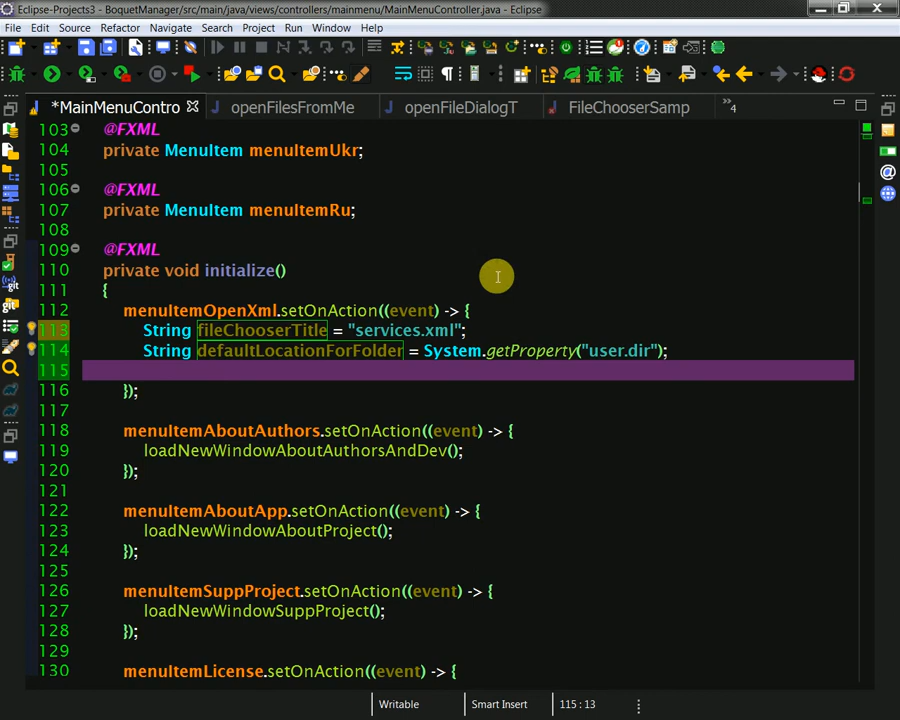 Eclipse-Projects3 - BoquetManager/src/main/java/views/controllers/mainmenu/MainMenuController.java - Eclipse
File Edit Source Refactor Navigate Search Project Run Window Help
*MainMenuContro openFilesFromMe openFileDialogT FileChooserSamp »4
103 @FXML
104 private MenuItem menuItemUkr;
105
106 @FXML
107 private MenuItem menuItemRu;
108
109 @FXML
110 private void initialize()
111 {
112 menuItemOpenXml.setOnAction((event) -> {
113 String fileChooserTitle = "services.xml";
114 String defaultLocationForFolder = System.getProperty("user.dir");
115
116 });
117
118 menuItemAboutAuthors.setOnAction((event) -> {
119 loadNewWindowAboutAuthorsAndDev();
120 });
121
122 menuItemAboutApp.setOnAction((event) -> {
123 loadNewWindowAboutProject();
124 });
125
126 menuItemSuppProject.setOnAction((event) -> {
127 loadNewWindowSuppProject();
128 });
129
130 menuItemLicense.setOnAction((event) -> {
Writable Smart Insert 115 : 13